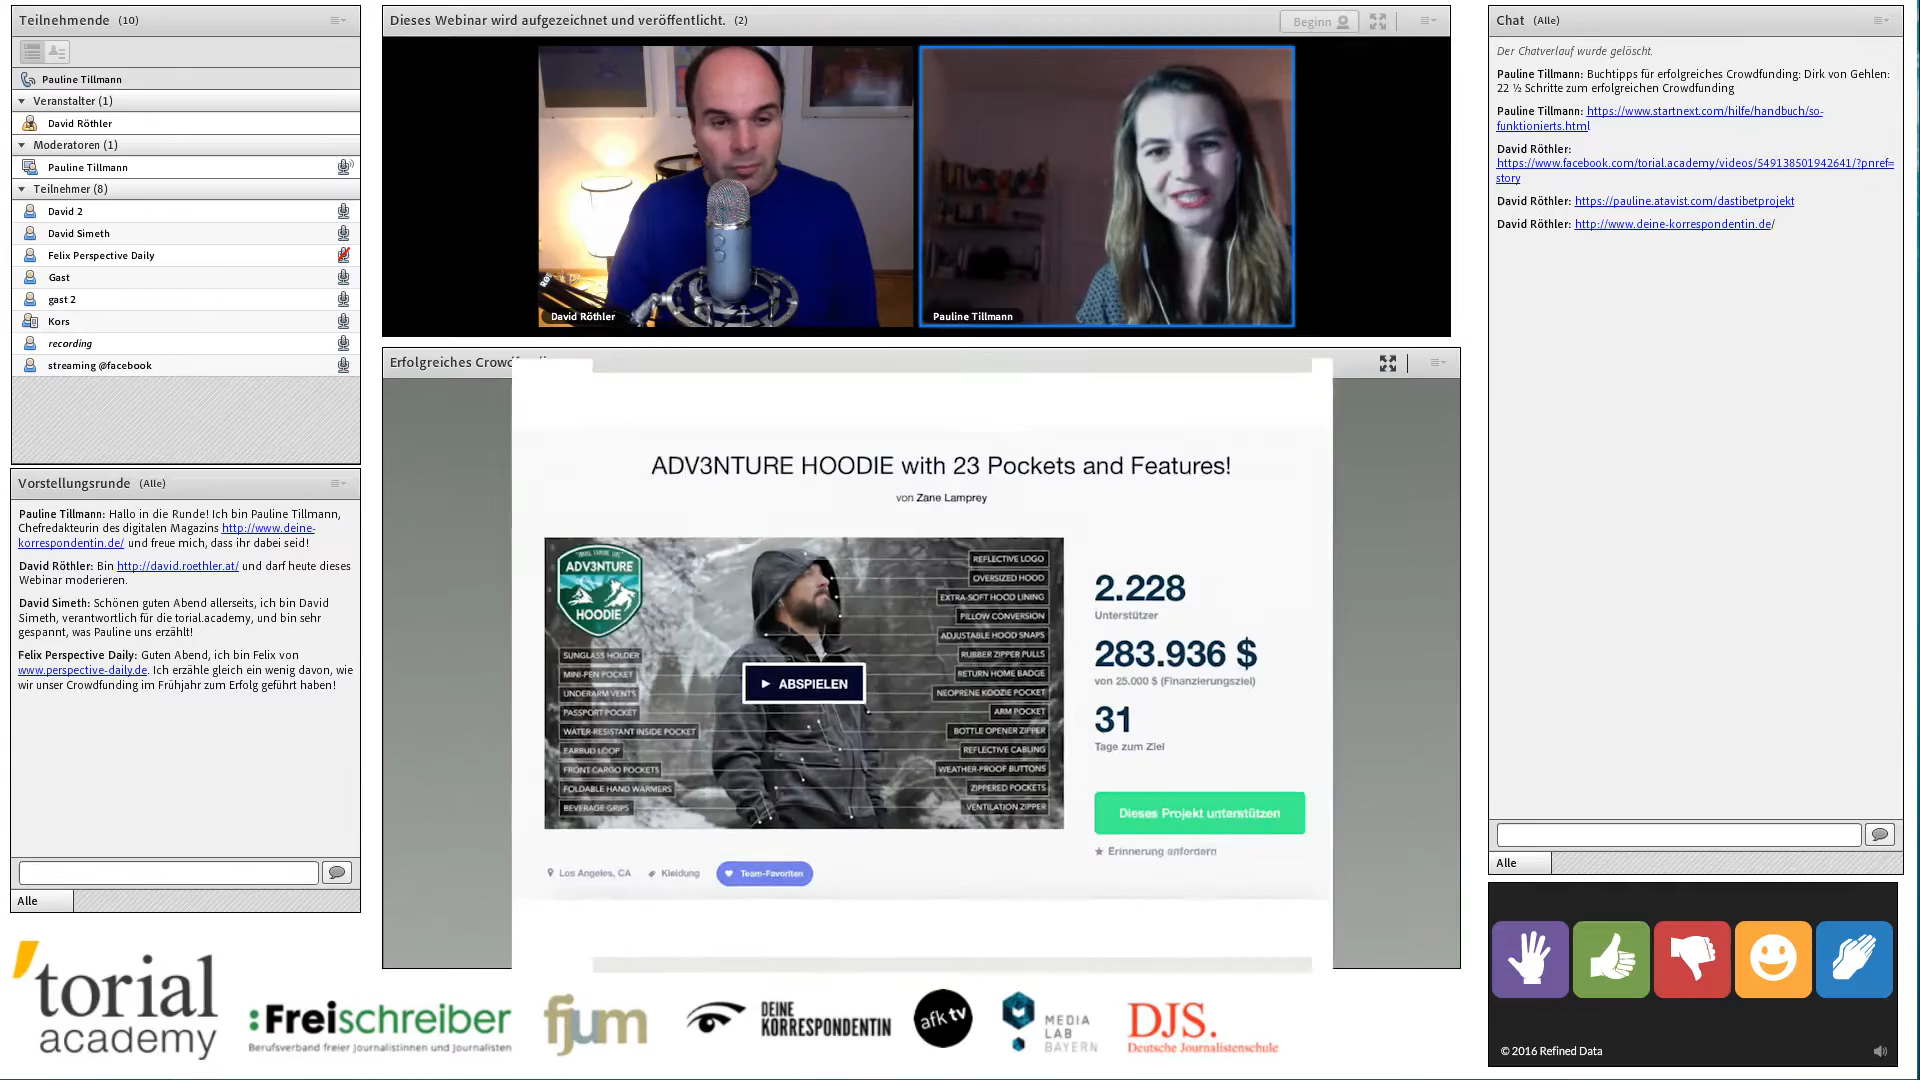 Teilnehmende (10)
Pauline Tillmann
Veranstalter (1)
David Röthler
Moderatoren (1)
Pauline Tillmann
Teilnehmer (8)
David 2
David Simeth
Felix Perspective Daily
Gast
gast 2
Kors
recording
streaming @facebook
Vorstellungsrunde (Alle)
Pauline Tillmann: Hallo in die Runde! Ich bin Pauline Tillmann,
Chefredakteurin des digitalen Magazins http://www.deine-
korrespondentin.de/ und freue mich, dass ihr dabei seid!
David Röthler: Bin http://david.roethler.at/ und darf heute dieses
Webinar moderieren.
David Simeth: Schönen guten Abend allerseits, ich bin David
Simeth, verantwortlich für die torial.academy, und bin sehr
gespannt, was Pauline uns erzählt!
Felix Perspective Daily: Guten Abend, ich bin Felix von
www.perspective-daily.de. Ich erzähle gleich ein wenig davon, wie
wir unser Crowdfunding im Frühjahr zum Erfolg geführt haben!
Alle
Dieses Webinar wird aufgezeichnet und veröffentlicht. (2)
Beginn
David Röthler
Pauline Tillmann
Erfolgreiches
ADV3NTURE HOODIE with 23 Pockets and Features!
von Zane Lamprey
ADV3NTURE
HOODIE
SUNGLASS HOLDER
MINI-PEN POCKET
UNDERARM VENTS
PASSPORT POCKET
WATER-RESISTANT INSIDE POCKET
EARBUD LOOP
FRONT CARGO POCKETS
FOLDABLE HAND WARMERS
BEVERAGE GRIPS
ABSPIELEN
REFLECTIVE LOGO
OVERSIZED HOOD
EXTRA-SOFT HOOD LINING
PILLOW CONVERSION
ADJUSTABLE HOOD SNAPS
RUBBER ZIPPER PULLS
RETURN HOME BADGE
NEOPRENE KOOZIE POCKET
ARM POCKET
BOTTLE OPENER ZIPPER
REFLECTIVE CABLING
WEATHER-PROOF BUTTONS
ZIPPERED POCKETS
VENTILATION ZIPPER
2.228
Unterstützer
283.936 $
von 25.000 $ (Finanzierungsziel)
31
Tage zum Ziel
Dieses Projekt unterstützen
Erinnerung anfordern
Los Angeles, CA Kleidung Team-Favoriten
Chat (Alle)
Der Chatverlauf wurde gelöscht.
Pauline Tillmann: Buchtipps für erfolgreiches Crowdfunding: Dirk von Gehlen:
22 ½ Schritte zum erfolgreichen Crowdfunding
Pauline Tillmann: https://www.startnext.com/hilfe/handbuch/so-
funktionierts.html
David Röthler:
https://www.facebook.com/torial.academy/videos/549138501942641/?pnref=
story
David Röthler: https://pauline.atavist.com/dastibetprojekt
David Röthler: http://www.deine-korrespondentin.de/
Alle
© 2016 Refined Data
'torial
academy
:Freischreiber
Berufsverband freier Journalistinnen und Journalisten
fjum
DEINE
KORRESPONDENTIN
afk tv
MEDIA
LAB
BAYERN
DJS.
Deutsche Journalistenschule